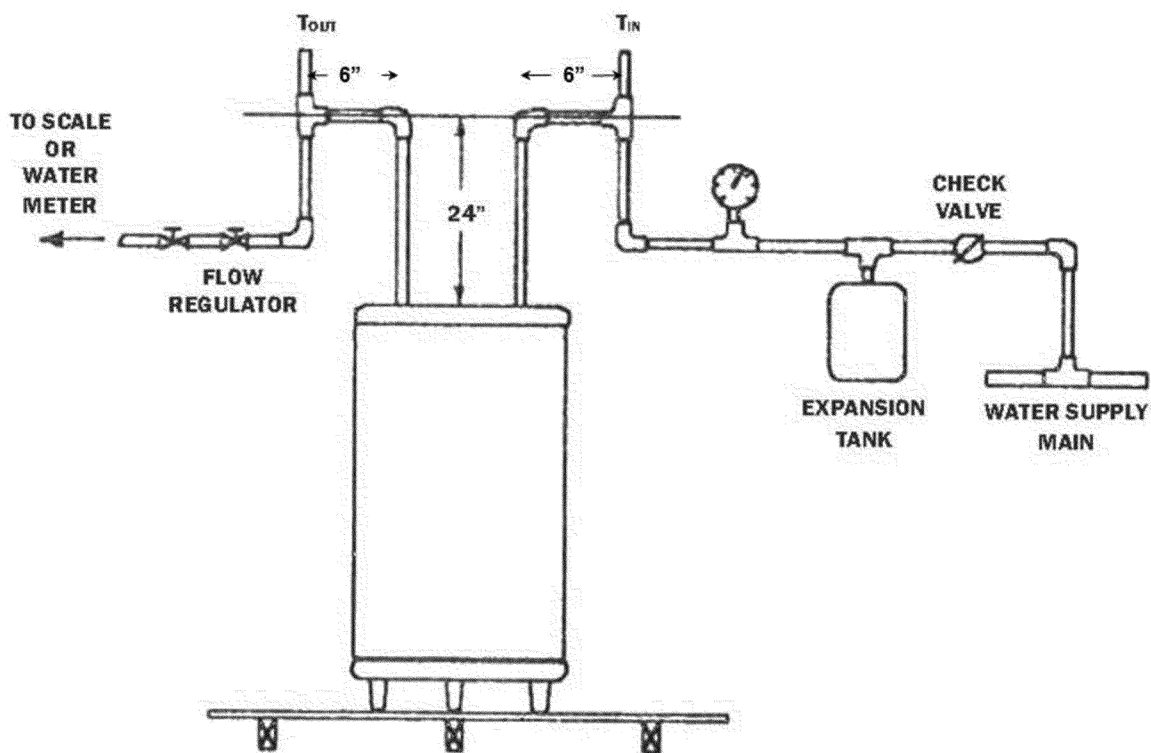 TOUT
TIN
6”
6”
TO SCALE
OR
WATER
METER
24”
CHECK
VALVE
FLOW
REGULATOR
EXPANSION
TANK
WATER SUPPLY
MAIN